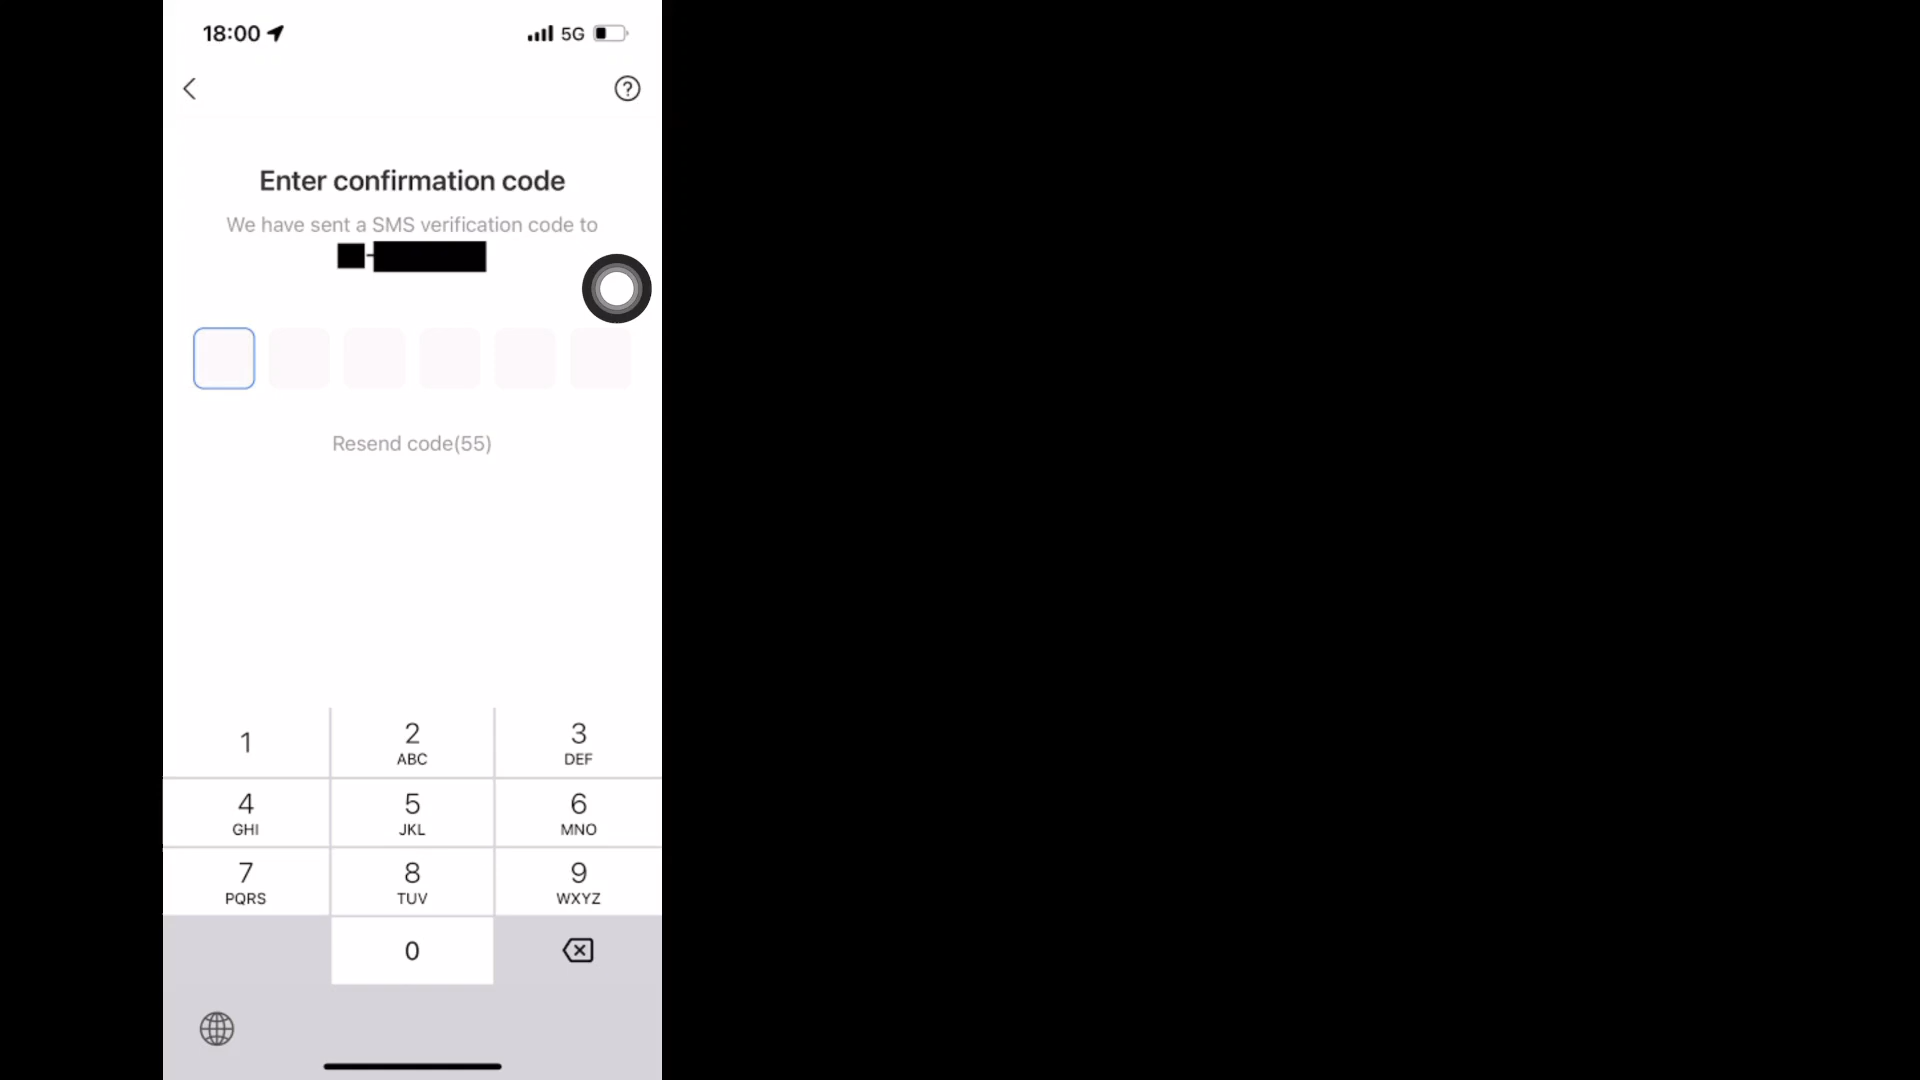 18:00
5G
?
Enter confirmation code
We have sent a SMS verification code to
-
Resend code(55)
1
2
ABC
3
DEF
4
GHI
5
JKL
6
MNO
7
PQRS
8
TUV
9
WXYZ
0